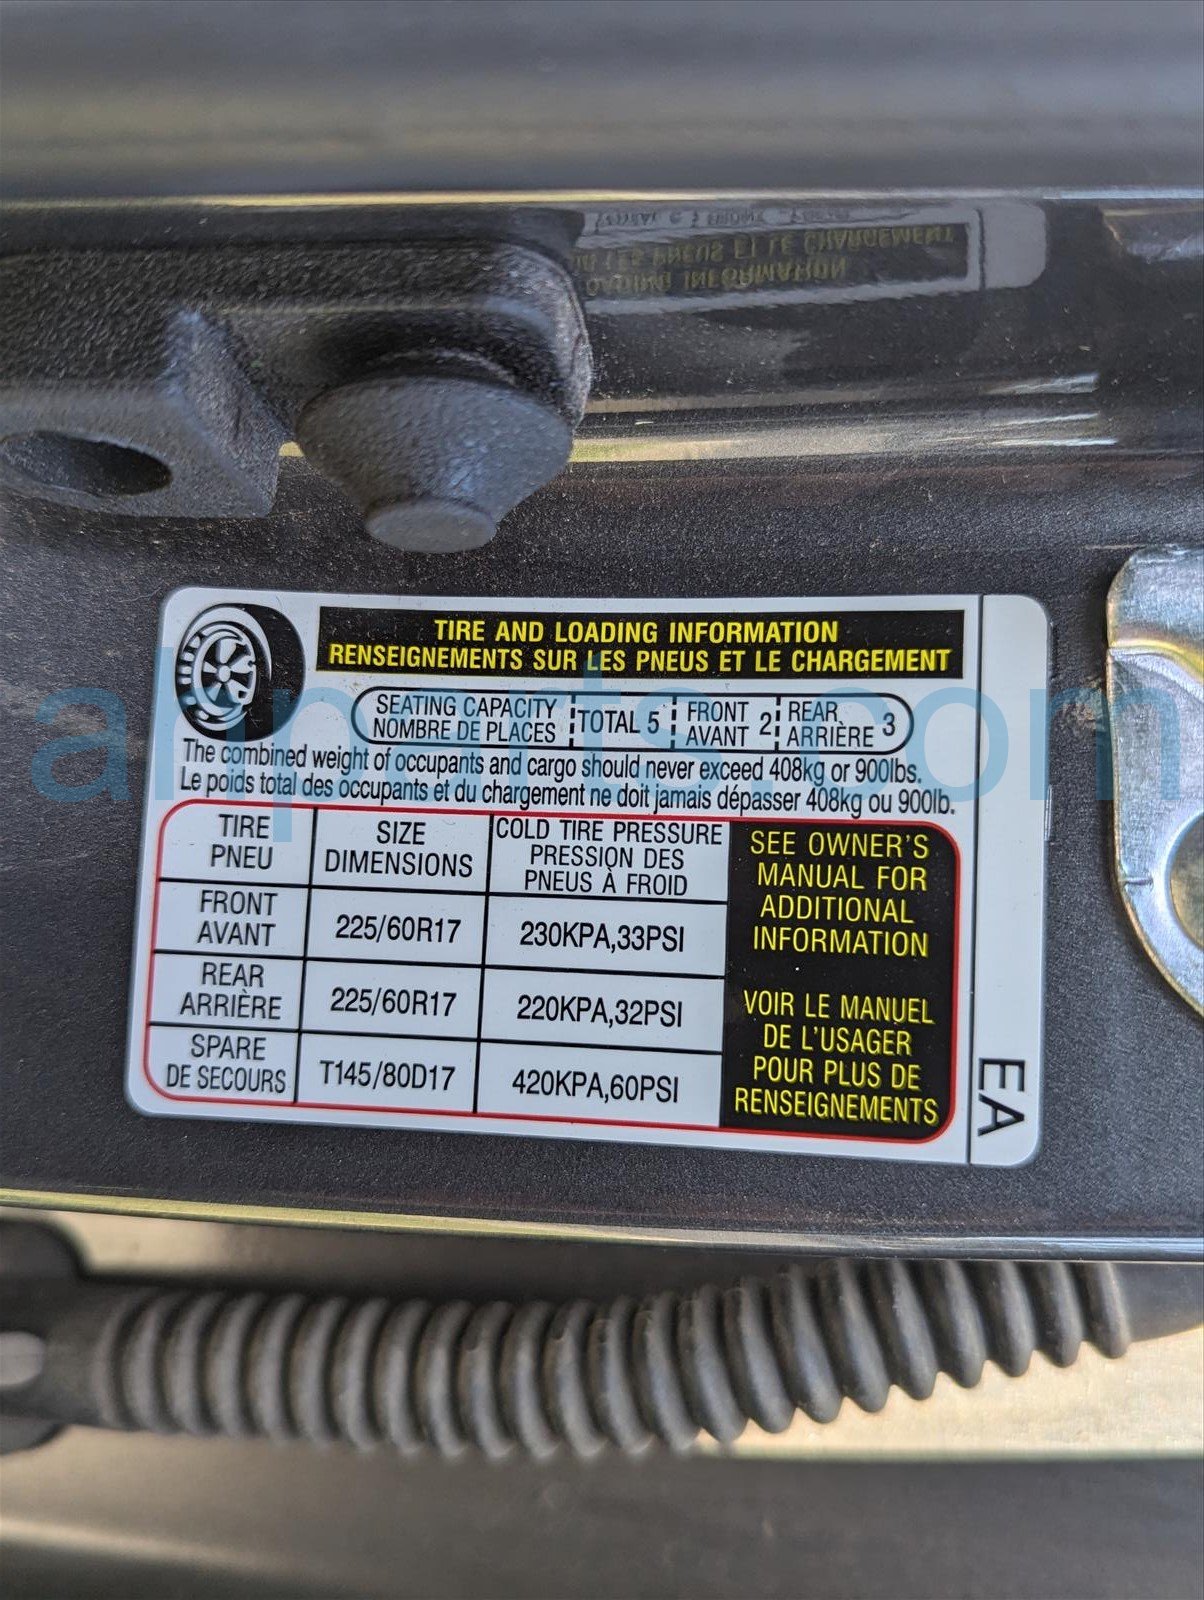 TIRE AND LOADING INFORMATION
RENSEIGNEMENTS SUR LES PNEUS ET LE CHARGEMENT
SEATING CAPACITY
NOMBRE DE PLACES
TOTAL 5
FRONT
AVANT 2
REAR
ARRIÈRE 3
The combined weight of occupants and cargo should never exceed 408kg or 900lbs.
Le poids total des occupants et du chargement ne doit jamais dépasser 408kg ou 900lb.
TIRE
PNEU
SIZE
DIMENSIONS
COLD TIRE PRESSURE
PRESSION DES
PNEUS À FROID
FRONT
AVANT
225/60R17
230KPA,33PSI
REAR
ARRIÈRE
225/60R17
220KPA,32PSI
SPARE
DE SECOURS
T145/80D17
420KPA,60PSI
SEE OWNER'S
MANUAL FOR
ADDITIONAL
INFORMATION
VOIR LE MANUEL
DE L'USAGER
POUR PLUS DE
RENSEIGNEMENTS
EA
ahparts.com